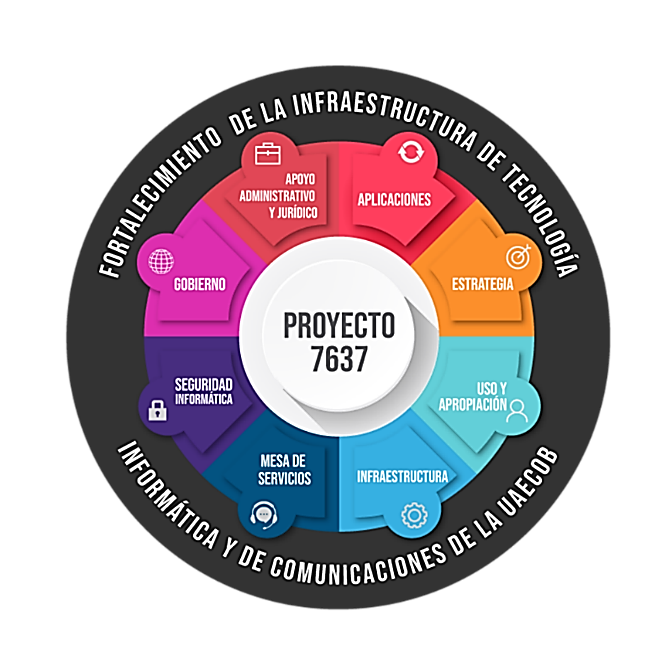 FORTALECIMIENTO DE LA INFRAESTRUCTURA DE TECNOLOGÍA
APOYO
ADMINISTRATIVO
Y JURÍDICO
APLICACIONES
GOBIERNO
ESTRATEGIA
PROYECTO
7637
SEGURIDAD
INFORMÁTICA
USO Y
APROPIACIÓN
MESA DE
SERVICIOS
INFRAESTRUCTURA
INFORMÁTICA Y DE COMUNICACIONES DE LA UAECOB